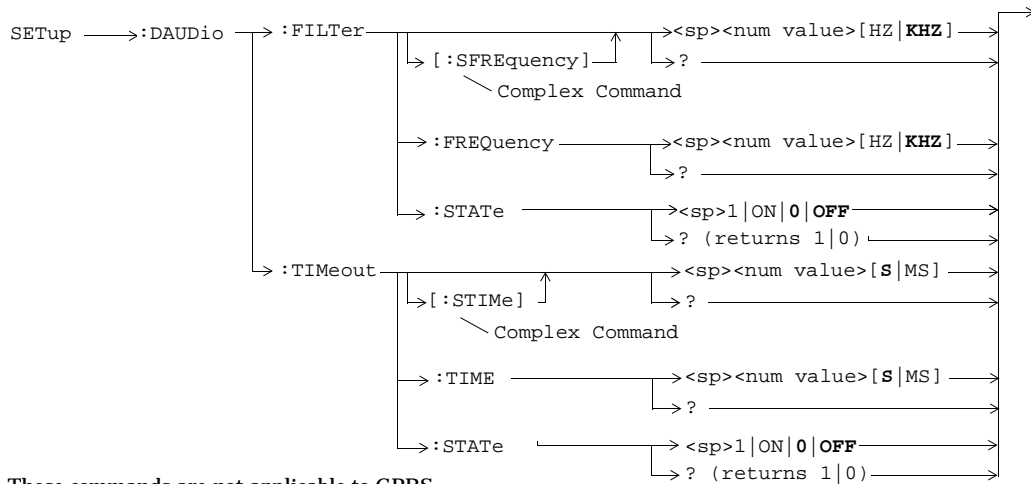 SETup :DAUDio :FILTer <sp><num value>[HZ|KHZ]
[:SFREquency] ?
Complex Command
:FREQuency <sp><num value>[HZ|KHZ]
?
:STATe <sp>1|ON|0|OFF
? (returns 1|0)
:TIMeout <sp><num value>[S|MS]
[:STIMe] ?
Complex Command
:TIME <sp><num value>[S|MS]
?
:STATe <sp>1|ON|0|OFF
? (returns 1|0)
These commands are not applicable to GPRS